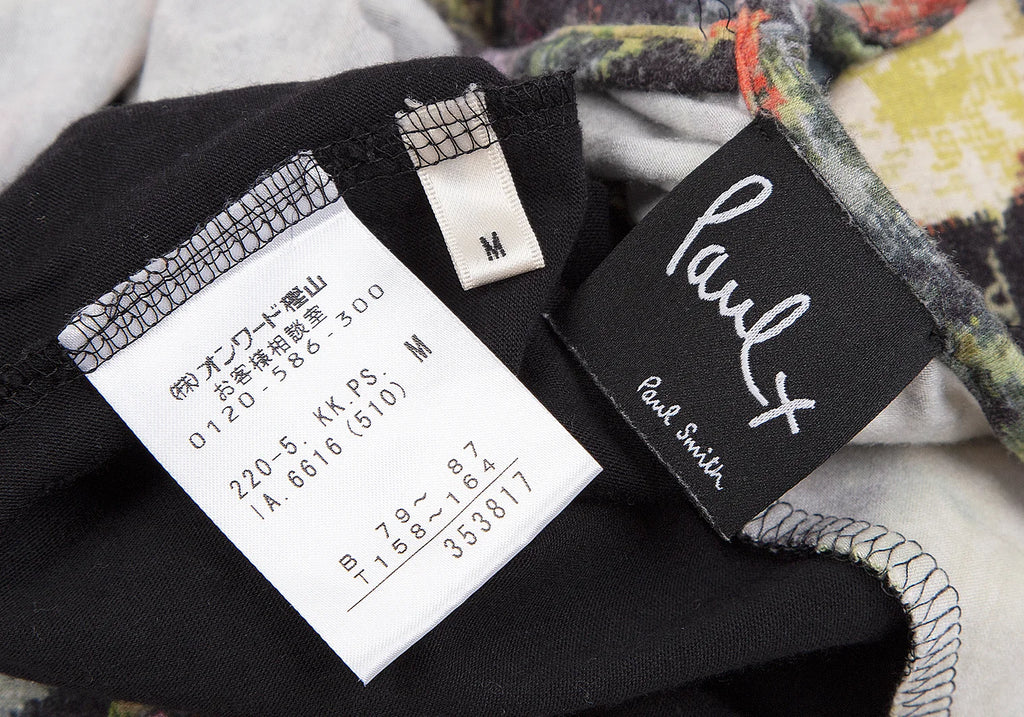 (株)オンワード樫山
お客様相談室
0120-586-300
M
220-5. KK.PS.
IA.6616(510)
B 79~ 87
T158~164
353817
M
Paul+
Paul Smith